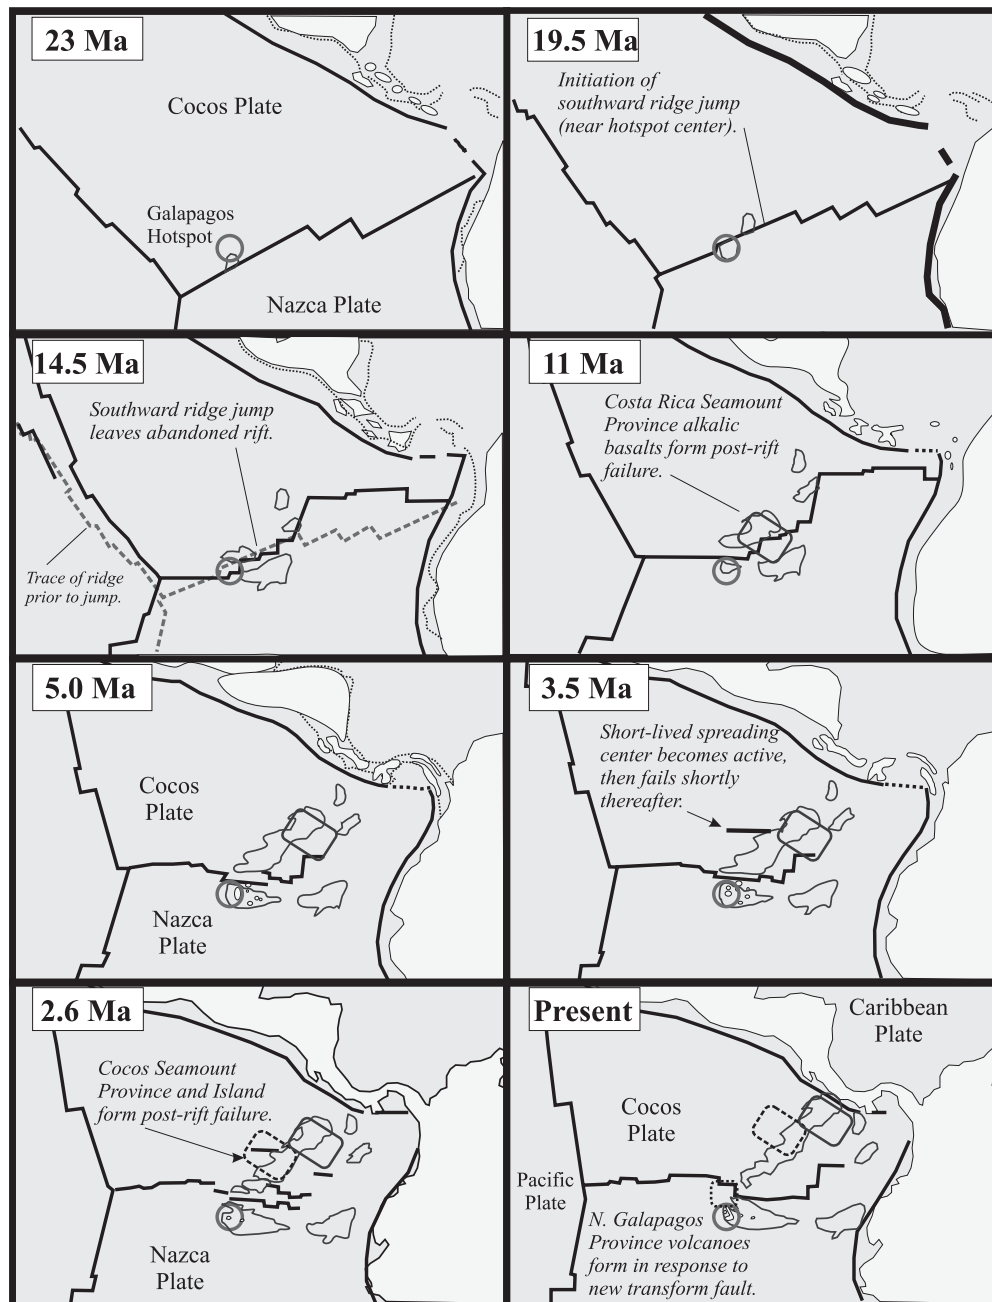 23 Ma
Cocos Plate
Galapagos
Hotspot
Nazca Plate
19.5 Ma
Initiation of
southward ridge jump
(near hotspot center).
14.5 Ma
Southward ridge jump
leaves abandoned rift.
Trace of ridge
prior to jump.
11 Ma
Costa Rica Seamount
Province alkalic
basalts form post-rift
failure.
5.0 Ma
Cocos
Plate
Nazca
Plate
3.5 Ma
Short-lived spreading
center becomes active,
then fails shortly
thereafter.
2.6 Ma
Cocos Seamount
Province and Island
form post-rift failure.
Nazca
Plate
Present
Caribbean
Plate
Cocos
Plate
Pacific
Plate
N. Galapagos
Province volcanoes
form in response to
new transform fault.